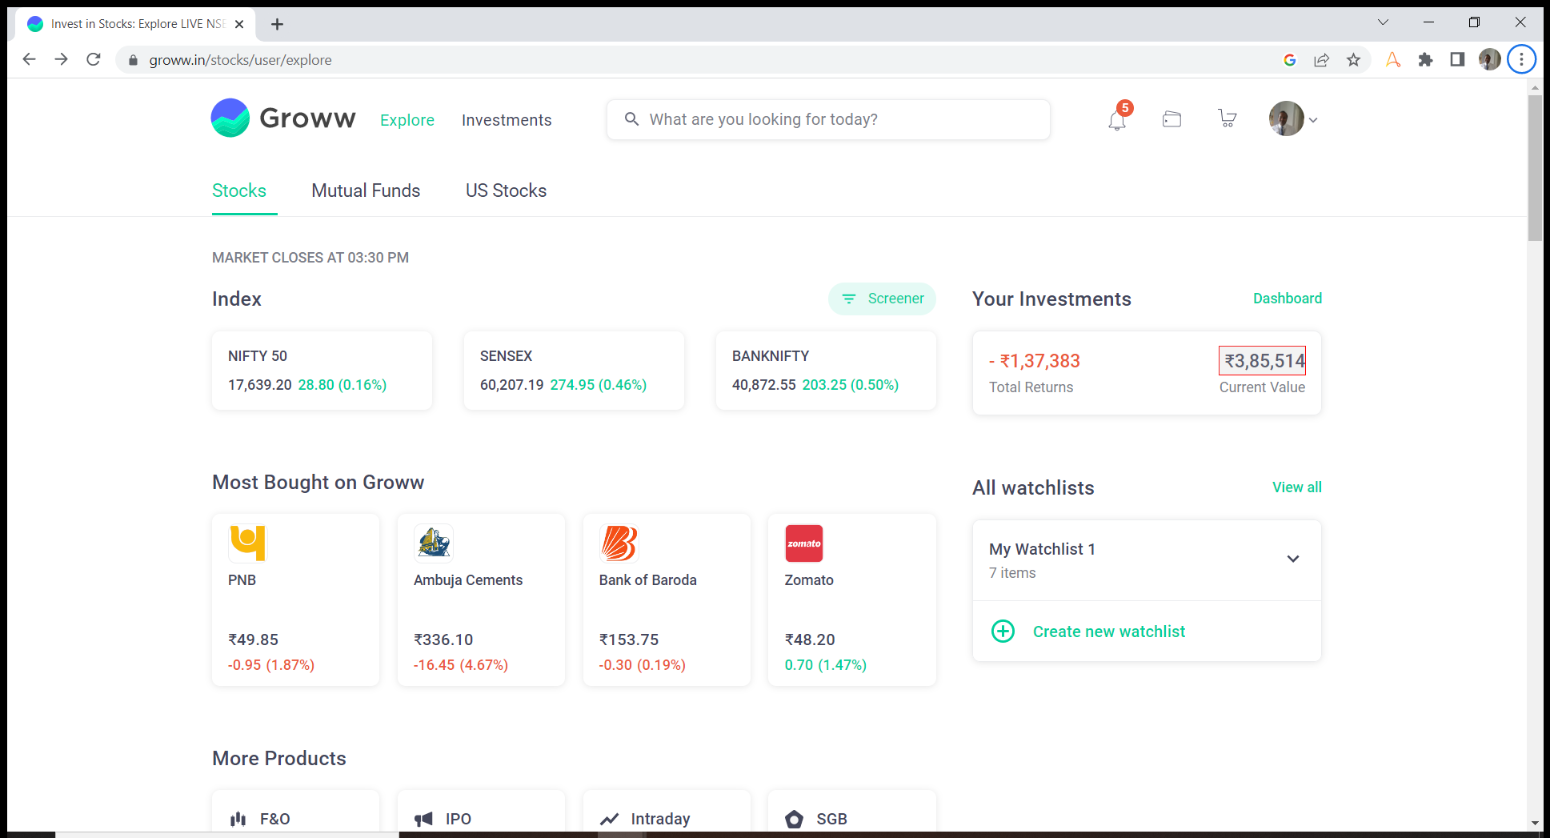 Invest in Stocks: Explore LIVE NSE
groww.in/stocks/user/explore
Groww
Explore
Investments
What are you looking for today?
5
Stocks
Mutual Funds
US Stocks
MARKET CLOSES AT 03:30 PM
Index
Screener
Your Investments
Dashboard
NIFTY 50
17,639.20 28.80 (0.16%)
SENSEX
60,207.19 274.95 (0.46%)
BANKNIFTY
40,872.55 203.25 (0.50%)
- ₹1,37,383
Total Returns
₹3,85,514
Current Value
Most Bought on Groww
All watchlists
View all
PNB
₹49.85
-0.95 (1.87%)
Ambuja Cements
₹336.10
-16.45 (4.67%)
Bank of Baroda
₹153.75
-0.30 (0.19%)
zomato
Zomato
₹48.20
0.70 (1.47%)
My Watchlist 1
7 items
Create new watchlist
More Products
F&O
IPO
Intraday
SGB